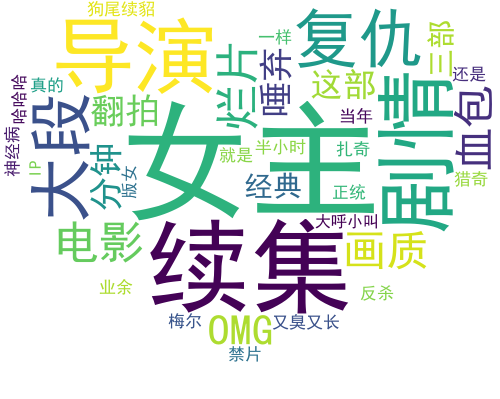 狗尾续貂
一样
导演
复仇
三部
真的
神经病
哈哈哈
IP
大段
翻拍
烂片
唾弃
这部
剧情
还是
血包
当年
分钟
版女
女主
就是
半小时
扎奇
经典
正统
猎奇
大呼小叫
电影
续集
画质
业余
反杀
梅尔
OMG
又臭又长
禁片